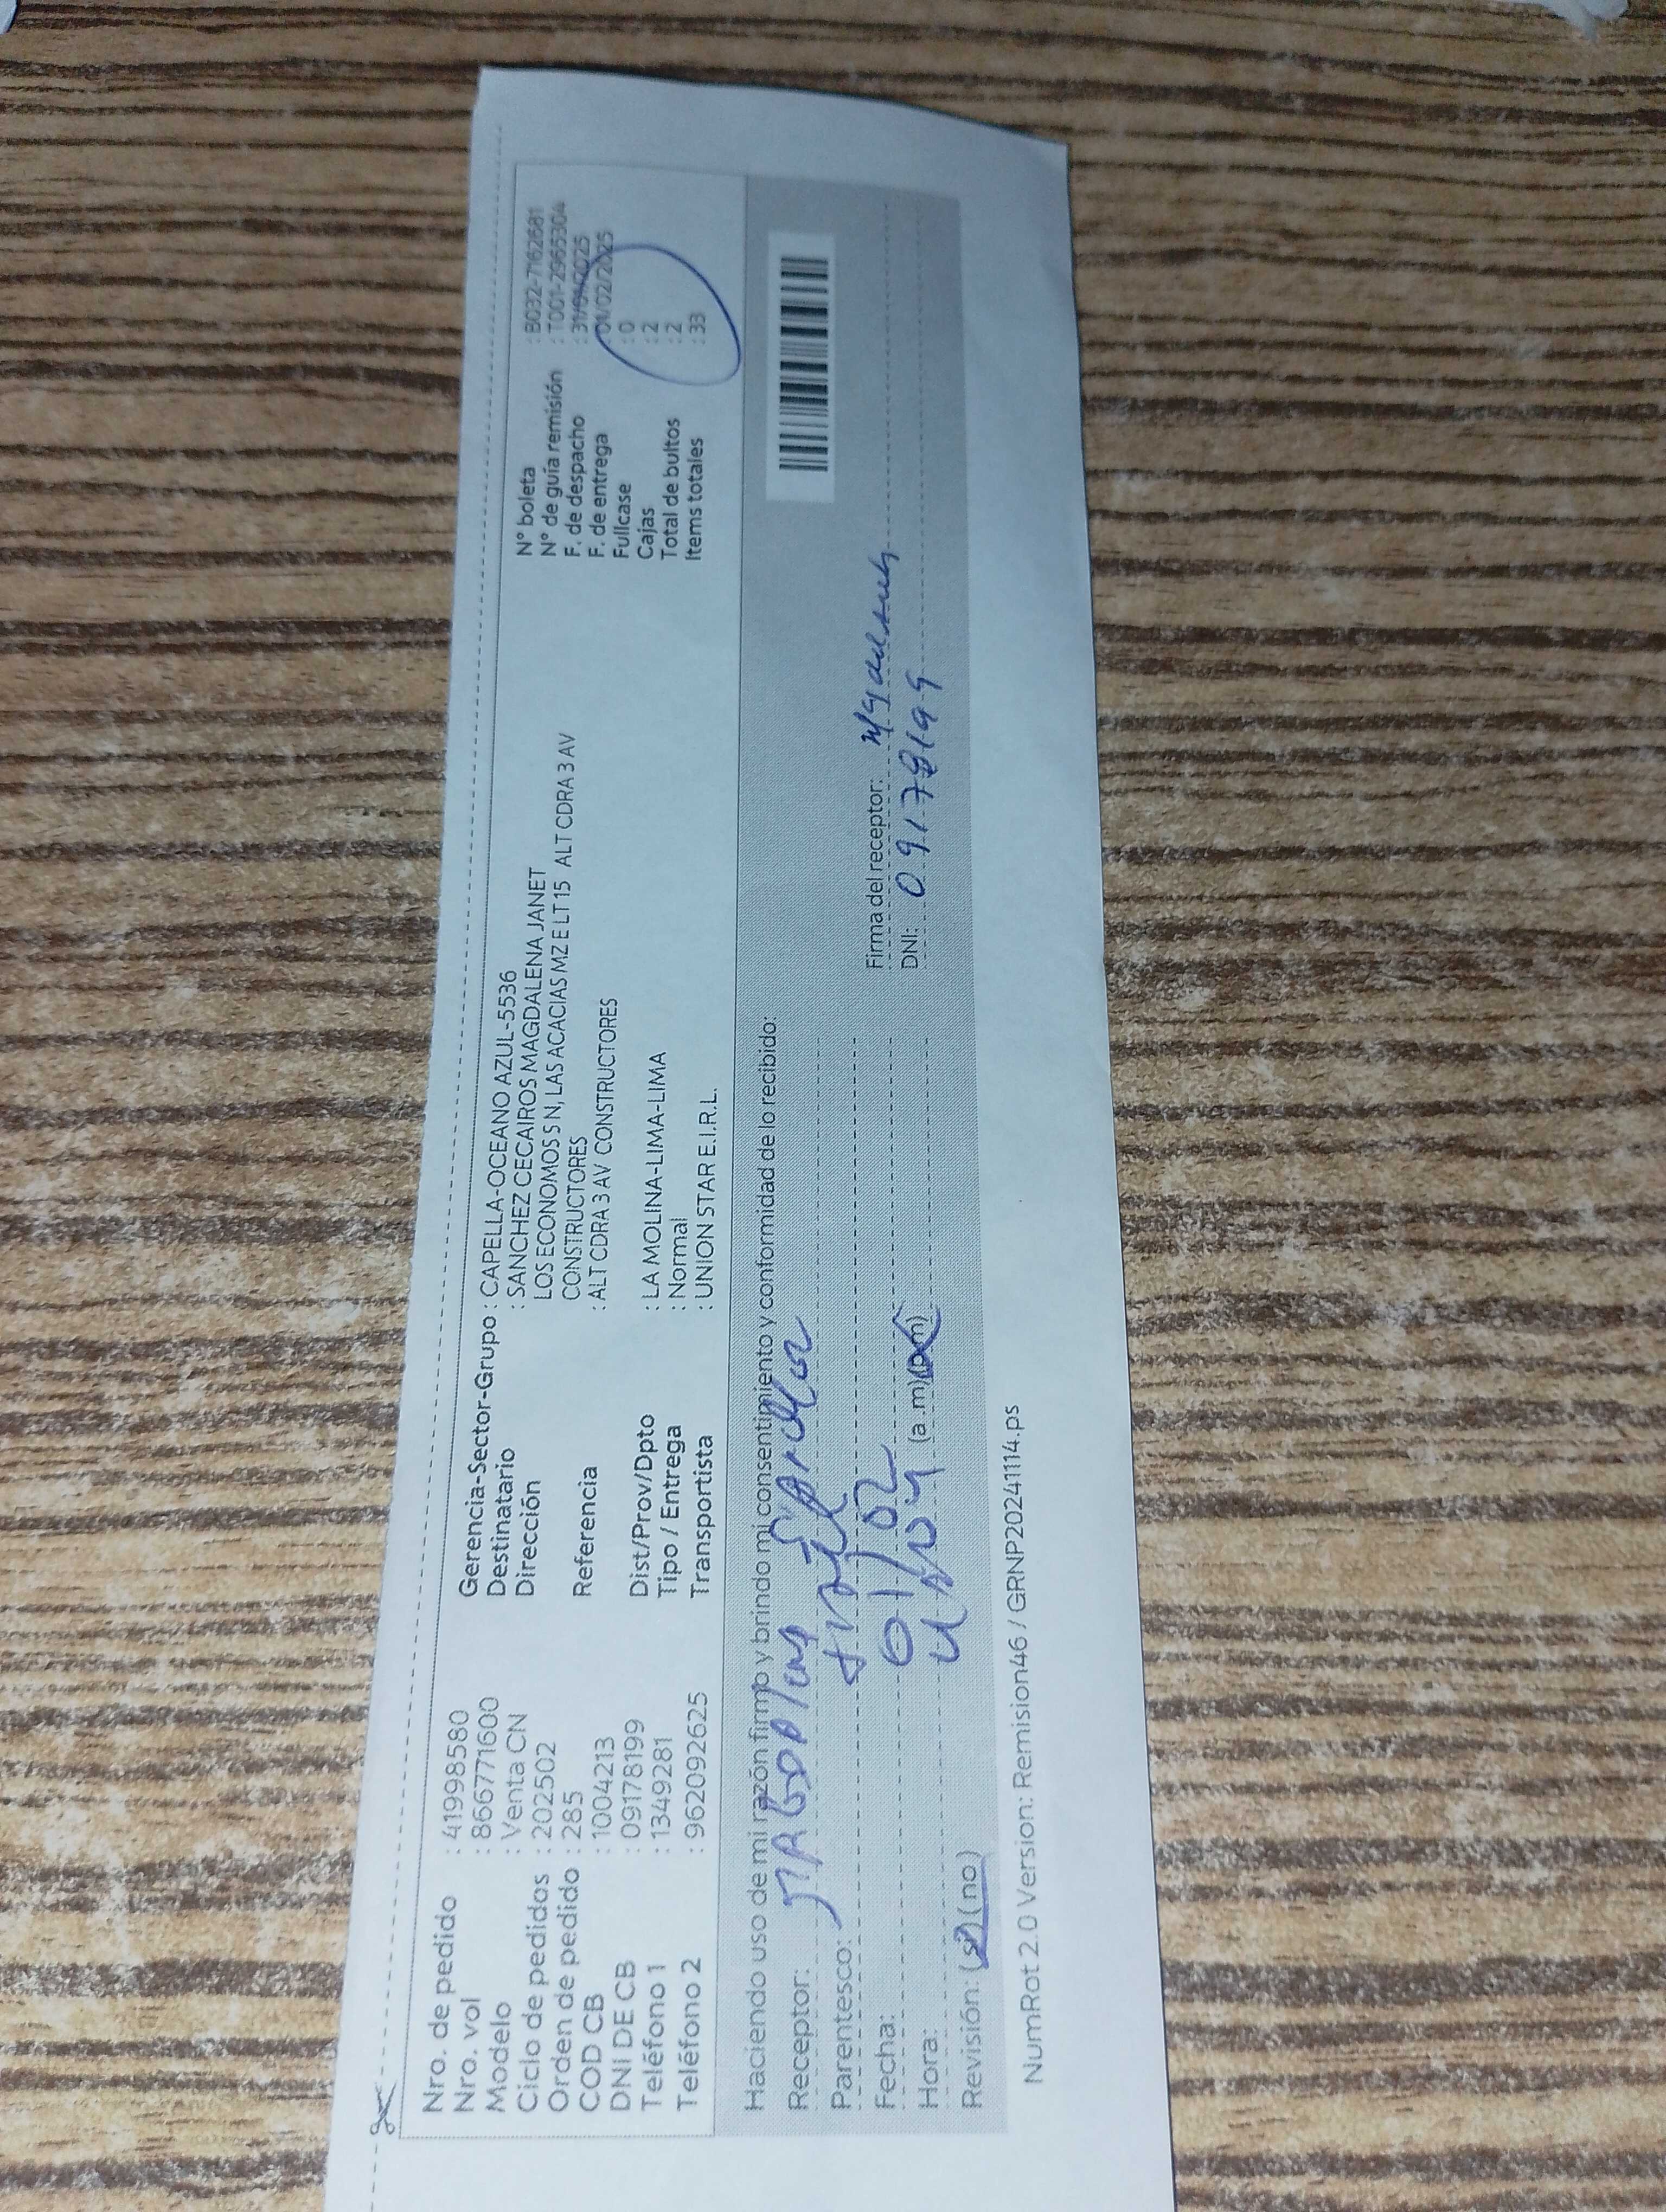 Nro. de pedido : 41998580
Nro. vol : 866771600
Modelo : Venta CN
Ciclo de pedidos : 202502
Orden de pedido : 285
COD CB : 1004213
DNI DE CB : 09178199
Teléfono 1 : 1349281
Teléfono 2 : 962092625
Gerencia-Sector-Grupo : CAPELLA-OCEANO AZUL-5536
Destinatario : SANCHEZ CECAIROS MAGDALENA JANET
Dirección LOS ECONOMOS S N, LAS ACACIAS MZ E LT 15 ALT CDRA 3 AV
CONSTRUCTORES
Referencia : ALT CDRA 3 AV CONSTRUCTORES
Dist/Prov/Dpto : LA MOLINA-LIMA-LIMA
Tipo / Entrega : Normal
Transportista : UNION STAR E.I.R.L.
N° boleta : B032-7162681
N° de guía remisión : T001-2965304
F. de despacho : 31/01/2025
F. de entrega : 01/02/2025
Fullcase : 0
Cajas : 2
Total de bultos : 2
Items totales : 33
Haciendo uso de mi razón firmo y brindo mi consentimiento y conformidad de lo recibido:
Receptor:
Parentesco:
Fecha: 01/02
Hora: (a.m) (p.m)
Revisión: (si) (no)
Firma del receptor:
DNI: 09178199
NumRot 2.0 Version: Remision46 / GRNP20241114.ps